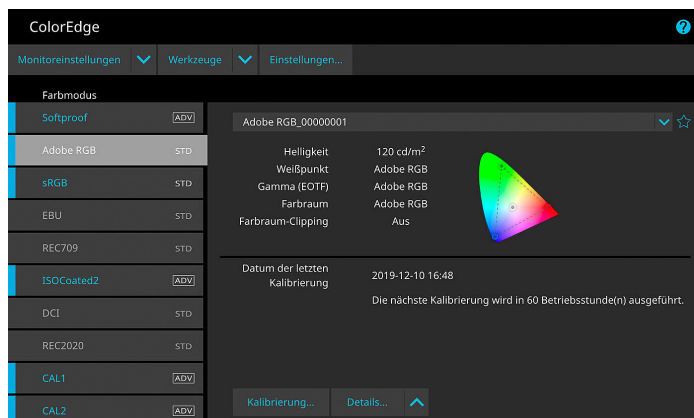 ColorEdge
?
Monitoreinstellungen Werkzeuge Einstellungen...
Farbmodus
Softproof ADV
Adobe RGB STD
sRGB STD
EBU STD
REC709 STD
ISOCoated2 ADV
DCI STD
REC2020 STD
CAL1 ADV
CAL2 ADV
Adobe RGB_00000001
Helligkeit 120 cd/m²
Weißpunkt Adobe RGB
Gamma (EOTF) Adobe RGB
Farbraum Adobe RGB
Farbraum-Clipping Aus
Datum der letzten
Kalibrierung
2019-12-10 16:48
Die nächste Kalibrierung wird in 60 Betriebsstunde(n) ausgeführt.
Kalibrierung... Details...